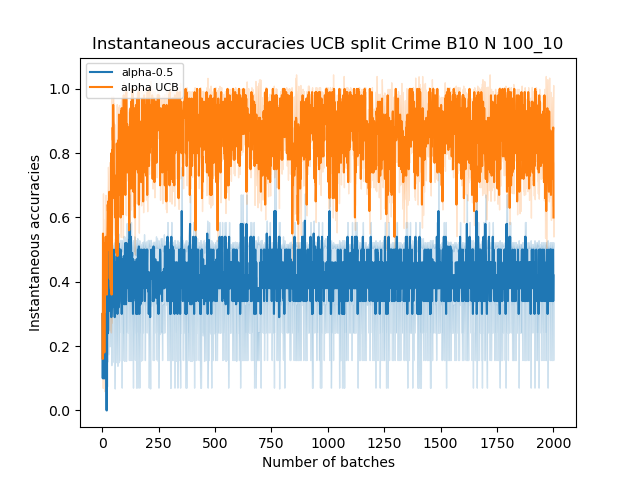 Instantaneous accuracies UCB split Crime B10 N 100_10
alpha-0.5
alpha UCB
1.0
0.8
0.6
0.4
0.2
0.0
Instantaneous accuracies
0 250 500 750 1000 1250 1500 1750 2000
Number of batches